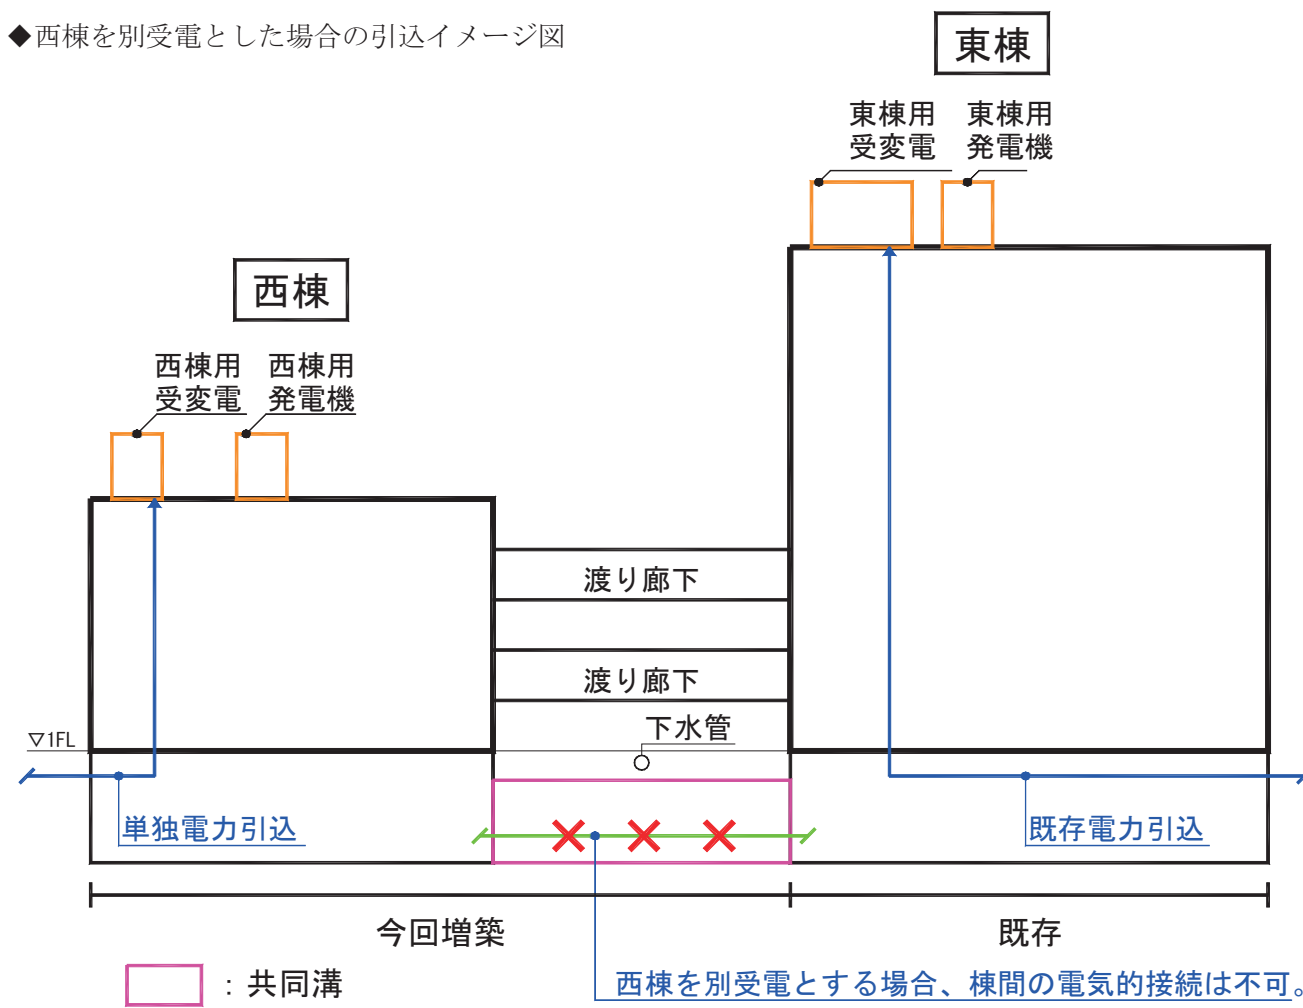 ◆西棟を別受電とした場合の引込イメージ図
東棟
東棟用
受変電
東棟用
発電機
西棟
西棟用
受変電
西棟用
発電機
渡り廊下
渡り廊下
下水管
▽1FL
単独電力引込
既存電力引込
今回増築
既存
：共同溝
西棟を別受電とする場合、棟間の電気的接続は不可。